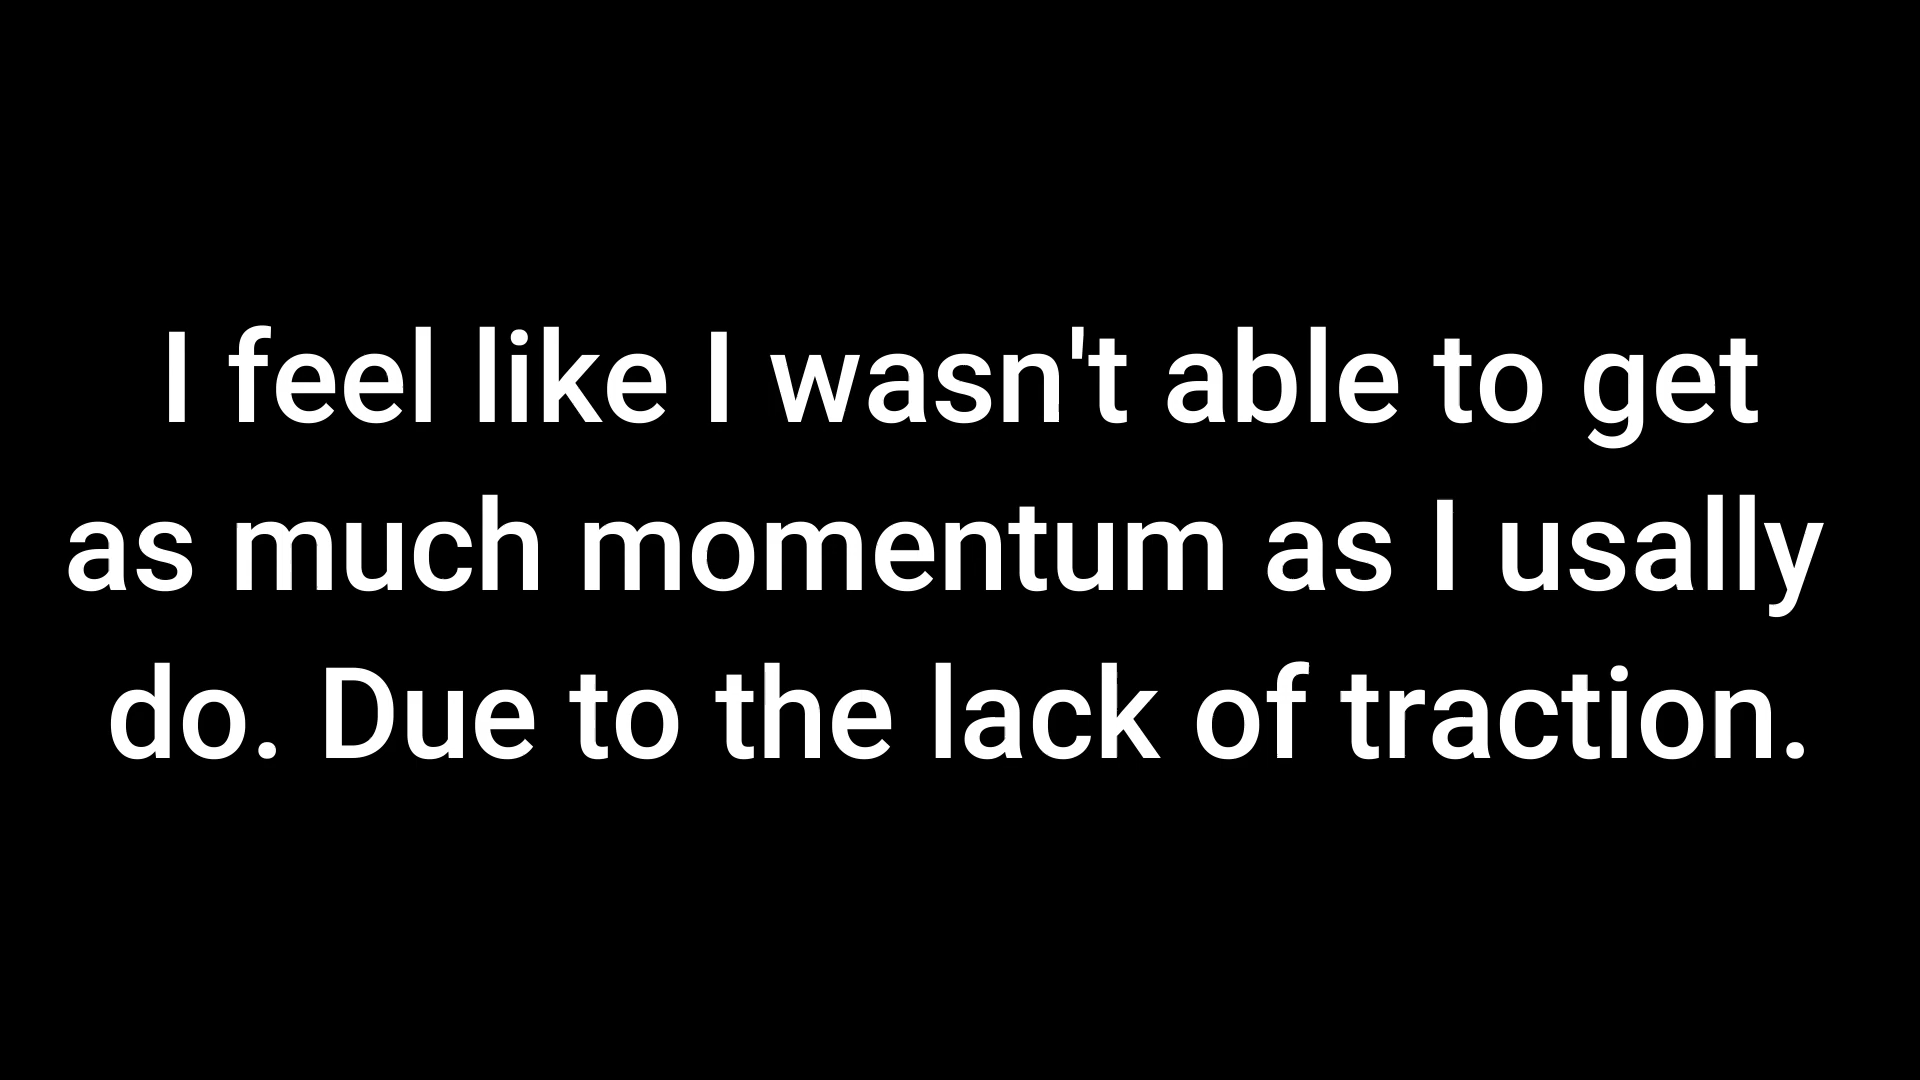 I feel like I wasn't able to get
as much momentum as I usally
do. Due to the lack of traction.